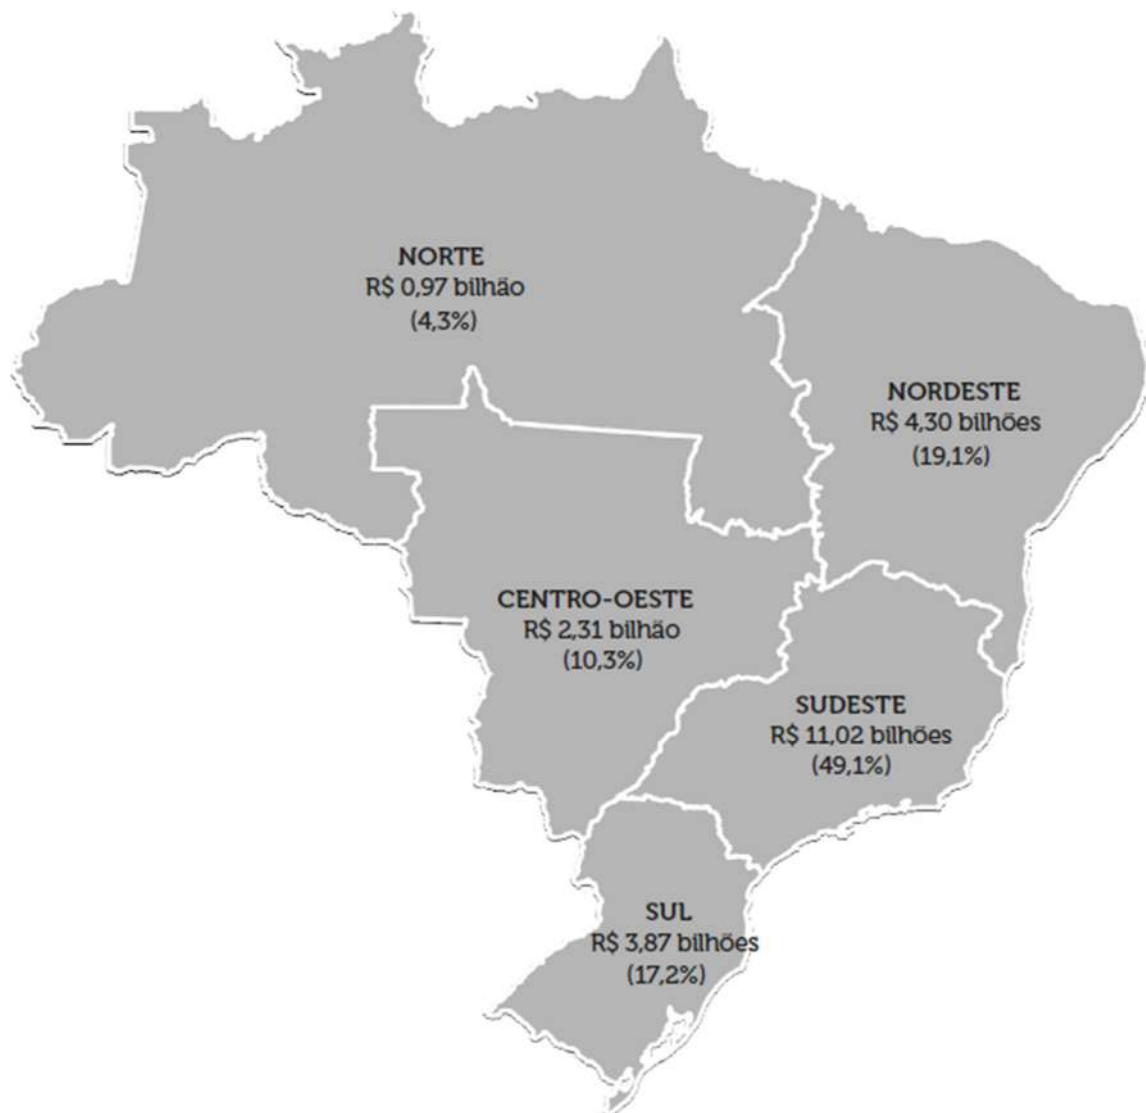 NORTE
R$ 0,97 bilhão
(4,3%)
NORDESTE
R$ 4,30 bilhões
(19,1%)
CENTRO-OESTE
R$ 2,31 bilhão
(10,3%)
SUDESTE
R$ 11,02 bilhões
(49,1%)
SUL
R$ 3,87 bilhões
(17,2%)